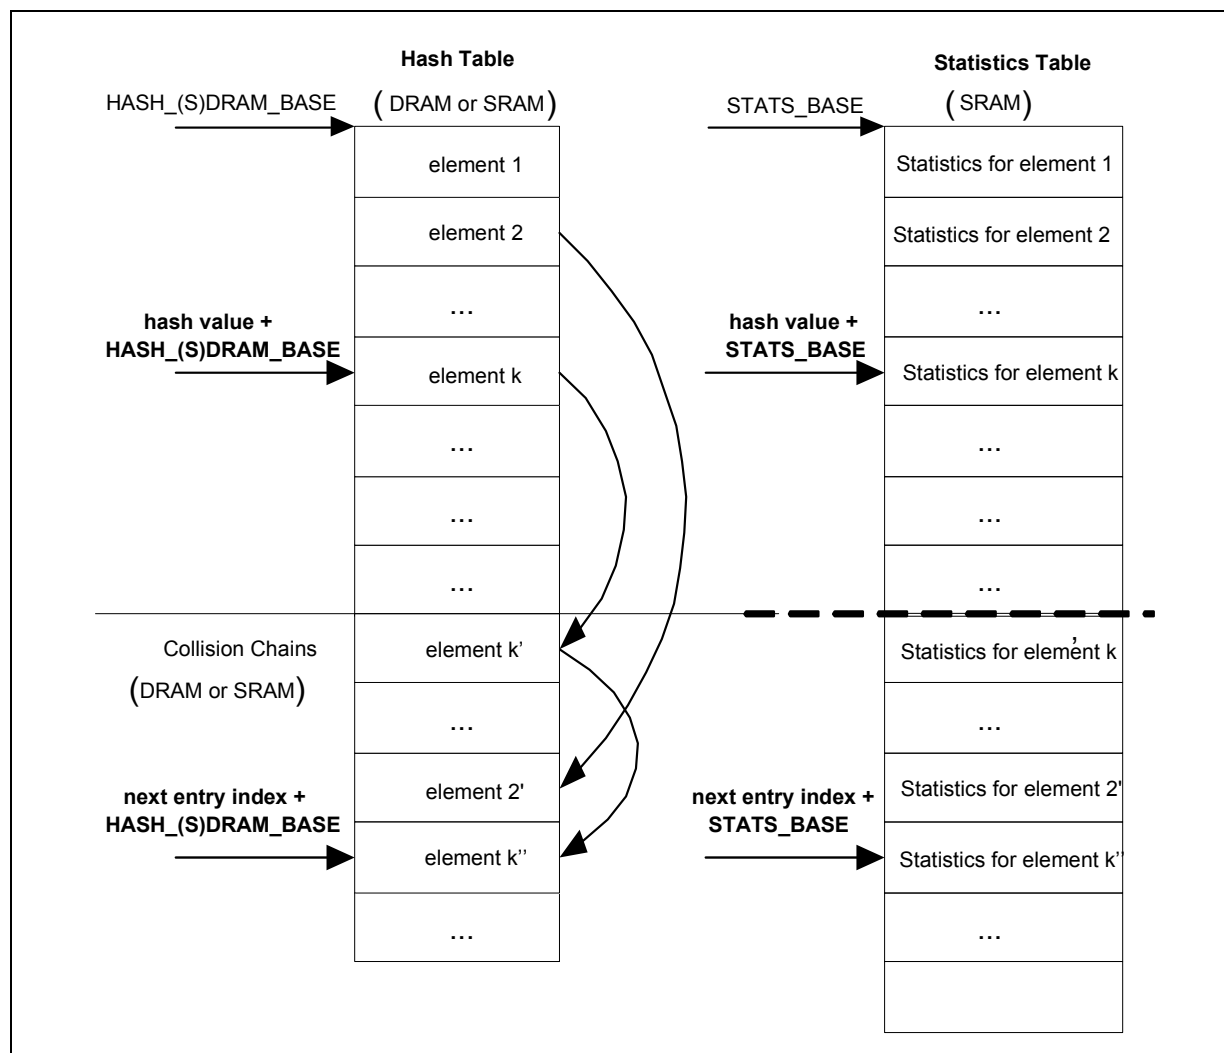 Hash Table
HASH_(S)DRAM_BASE
(DRAM or SRAM)
element 1
element 2
...
hash value +
HASH_(S)DRAM_BASE
element k
...
...
...
Collision Chains
(DRAM or SRAM)
element k'
...
element 2'
next entry index +
HASH_(S)DRAM_BASE
element k''
...
Statistics Table
STATS_BASE
(SRAM)
Statistics for element 1
Statistics for element 2
...
hash value +
STATS_BASE
Statistics for element k
...
...
...
Statistics for element k'
...
Statistics for element 2'
next entry index +
STATS_BASE
Statistics for element k''
...